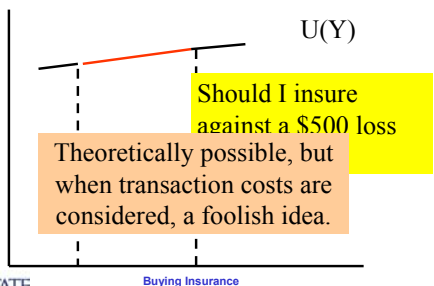 U(Y)
Should I insure
against a $500 loss
Theoretically possible, but
when transaction costs are
considered, a foolish idea.
Buying Insurance